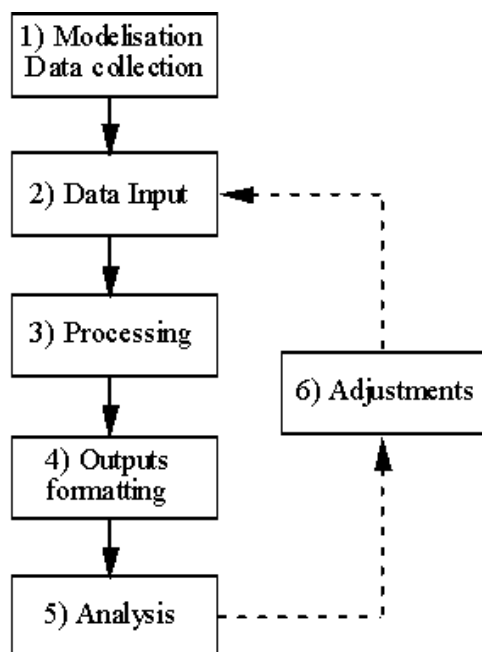 1) Modelisation
Data collection
2) Data Input
3) Processing
4) Outputs
formatting
5) Analysis
6) Adjustments